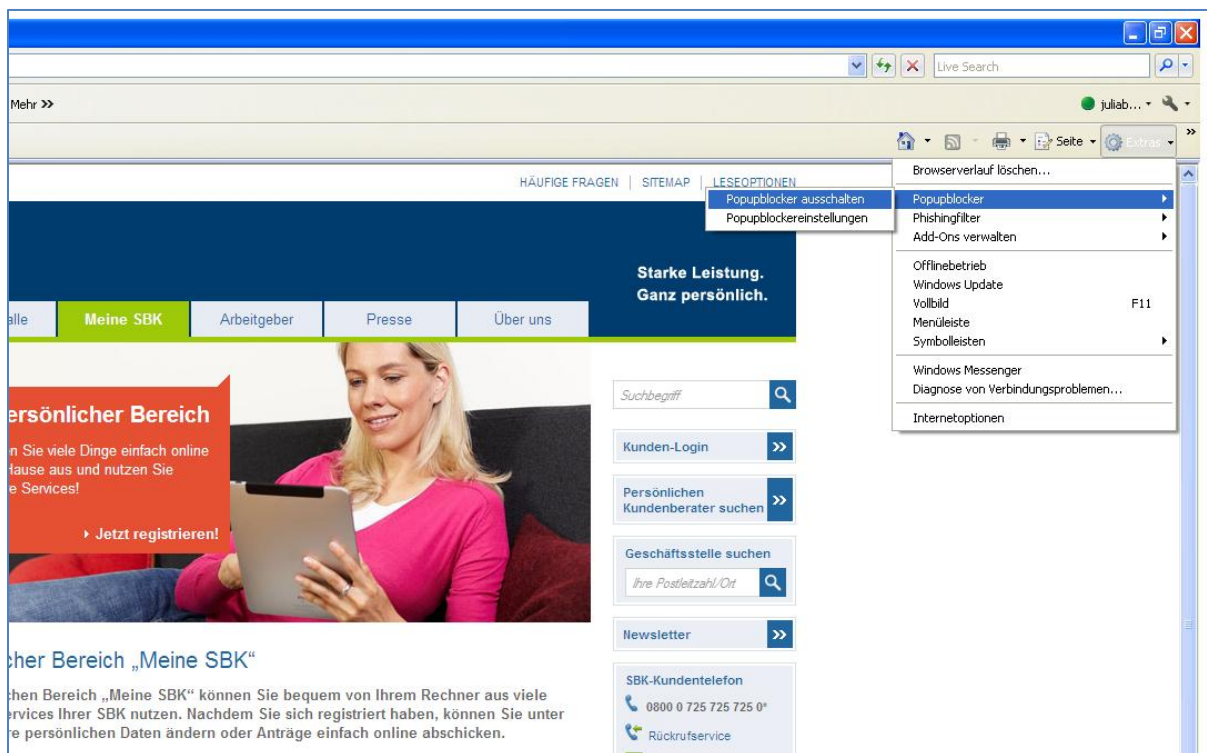 Live Search
Mehr »
juliab...
Seite
Extras
»
Browserverlauf löschen...
Popupblocker
Phishingfilter
Add-Ons verwalten
Offlinebetrieb
Windows Update
Vollbild F11
Menüleiste
Symbolleisten
Windows Messenger
Diagnose von Verbindungsproblemen...
Internetoptionen
Popupblocker ausschalten
Popupblockereinstellungen
HÄUFIGE FRAGEN | SITEMAP | LESEOPTIONEN
Starke Leistung.
Ganz persönlich.
alle
Meine SBK
Arbeitgeber
Presse
Über uns
ersönlicher Bereich
n Sie viele Dinge einfach online
Hause aus und nutzen Sie
e Services!
Jetzt registrieren!
Suchbegriff
Kunden-Login
Persönlichen
Kundenberater suchen
Geschäftsstelle suchen
Ihre Postleitzahl/Ort
Newsletter
SBK-Kundentelefon
0800 0 725 725 725 0*
Rückrufservice
cher Bereich „Meine SBK“
chen Bereich „Meine SBK“ können Sie bequem von Ihrem Rechner aus viele
ervices Ihrer SBK nutzen. Nachdem Sie sich registriert haben, können Sie unter
re persönlichen Daten ändern oder Anträge einfach online abschicken.